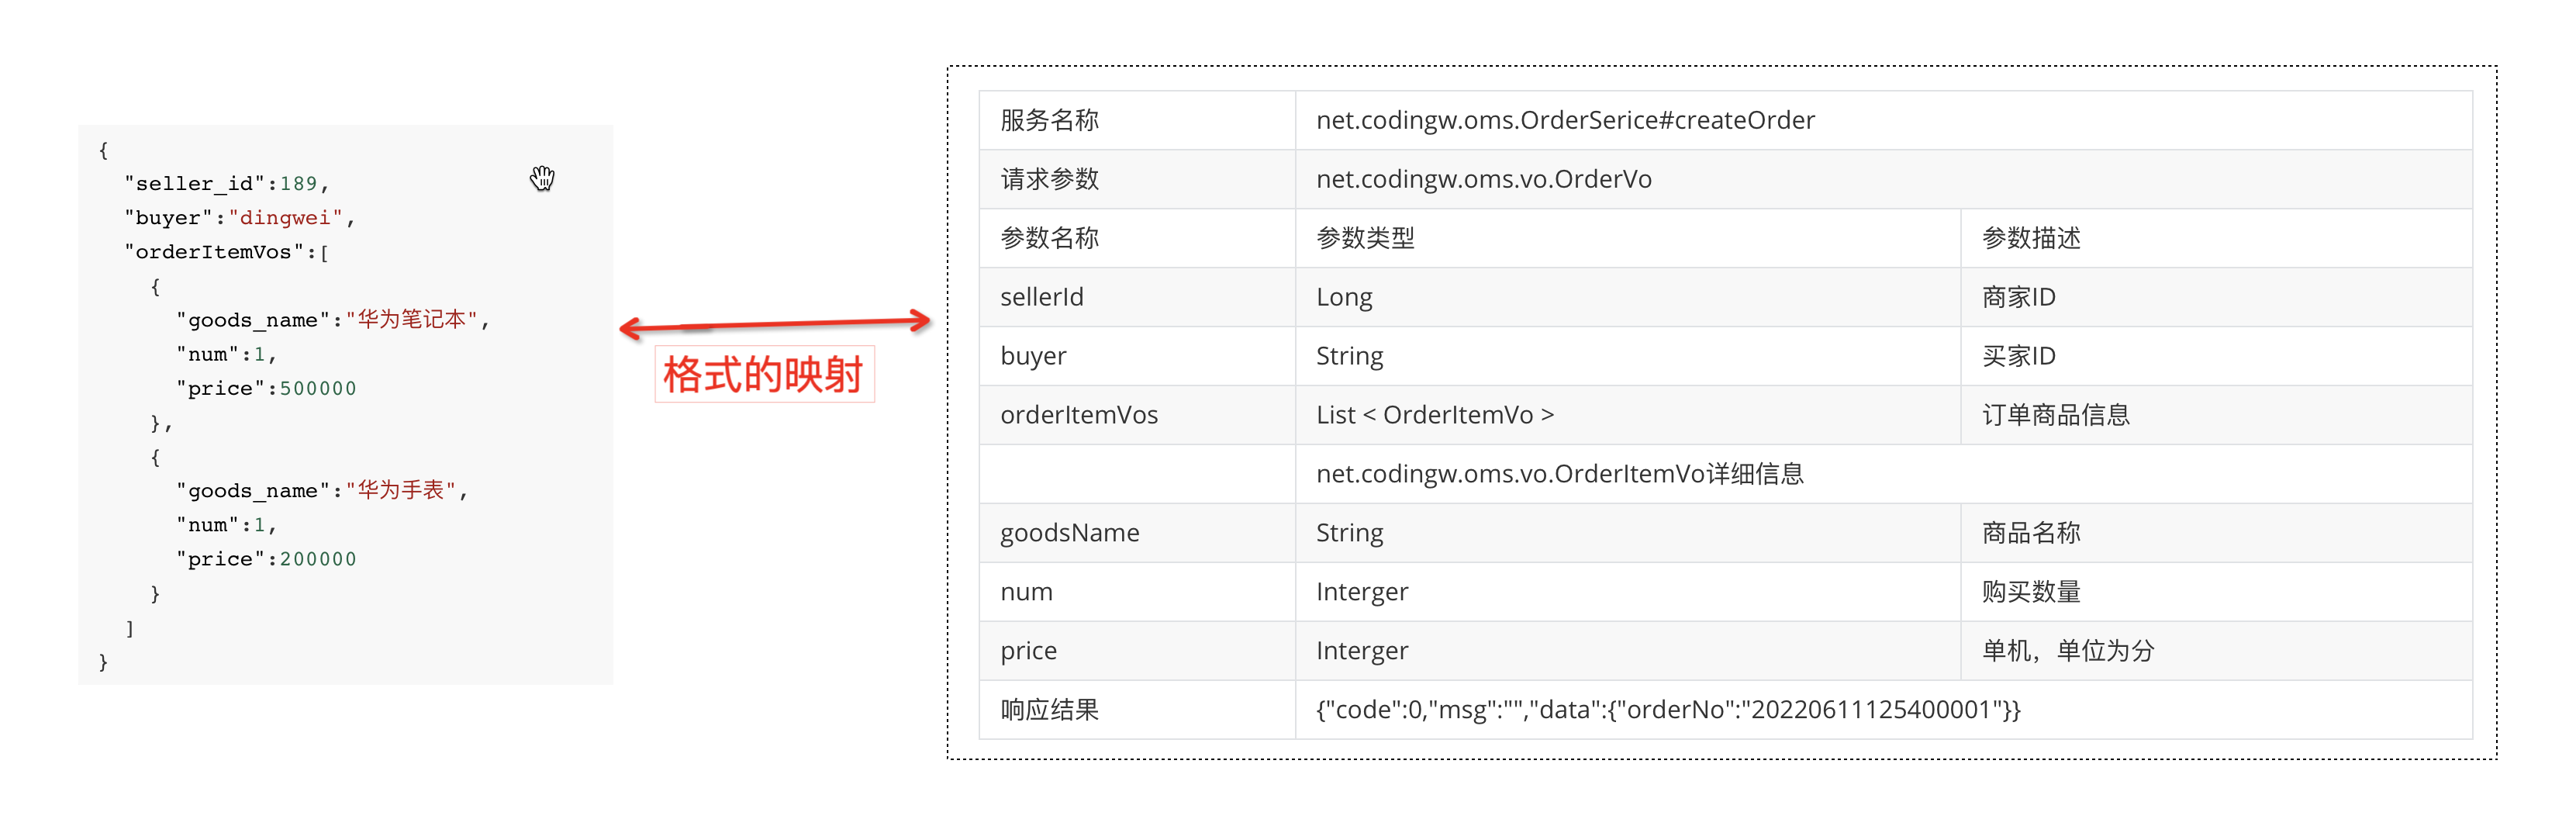 {
"seller_id":189,
"buyer":"dingwei",
"orderItemVos":[
{
"goods_name":"华为笔记本",
"num":1,
"price":500000
},
{
"goods_name":"华为手表",
"num":1,
"price":200000
}
]
}
格式的映射
服务名称 net.codingw.oms.OrderSerice#createOrder
请求参数 net.codingw.oms.vo.OrderVo
参数名称 参数类型 参数描述
sellerId Long 商家ID
buyer String 买家ID
orderItemVos List < OrderItemVo > 订单商品信息
net.codingw.oms.vo.OrderItemVo详细信息
goodsName String 商品名称
num Interger 购买数量
price Interger 单机，单位为分
响应结果 {"code":0,"msg":"","data":{"orderNo":"20220611125400001"}}